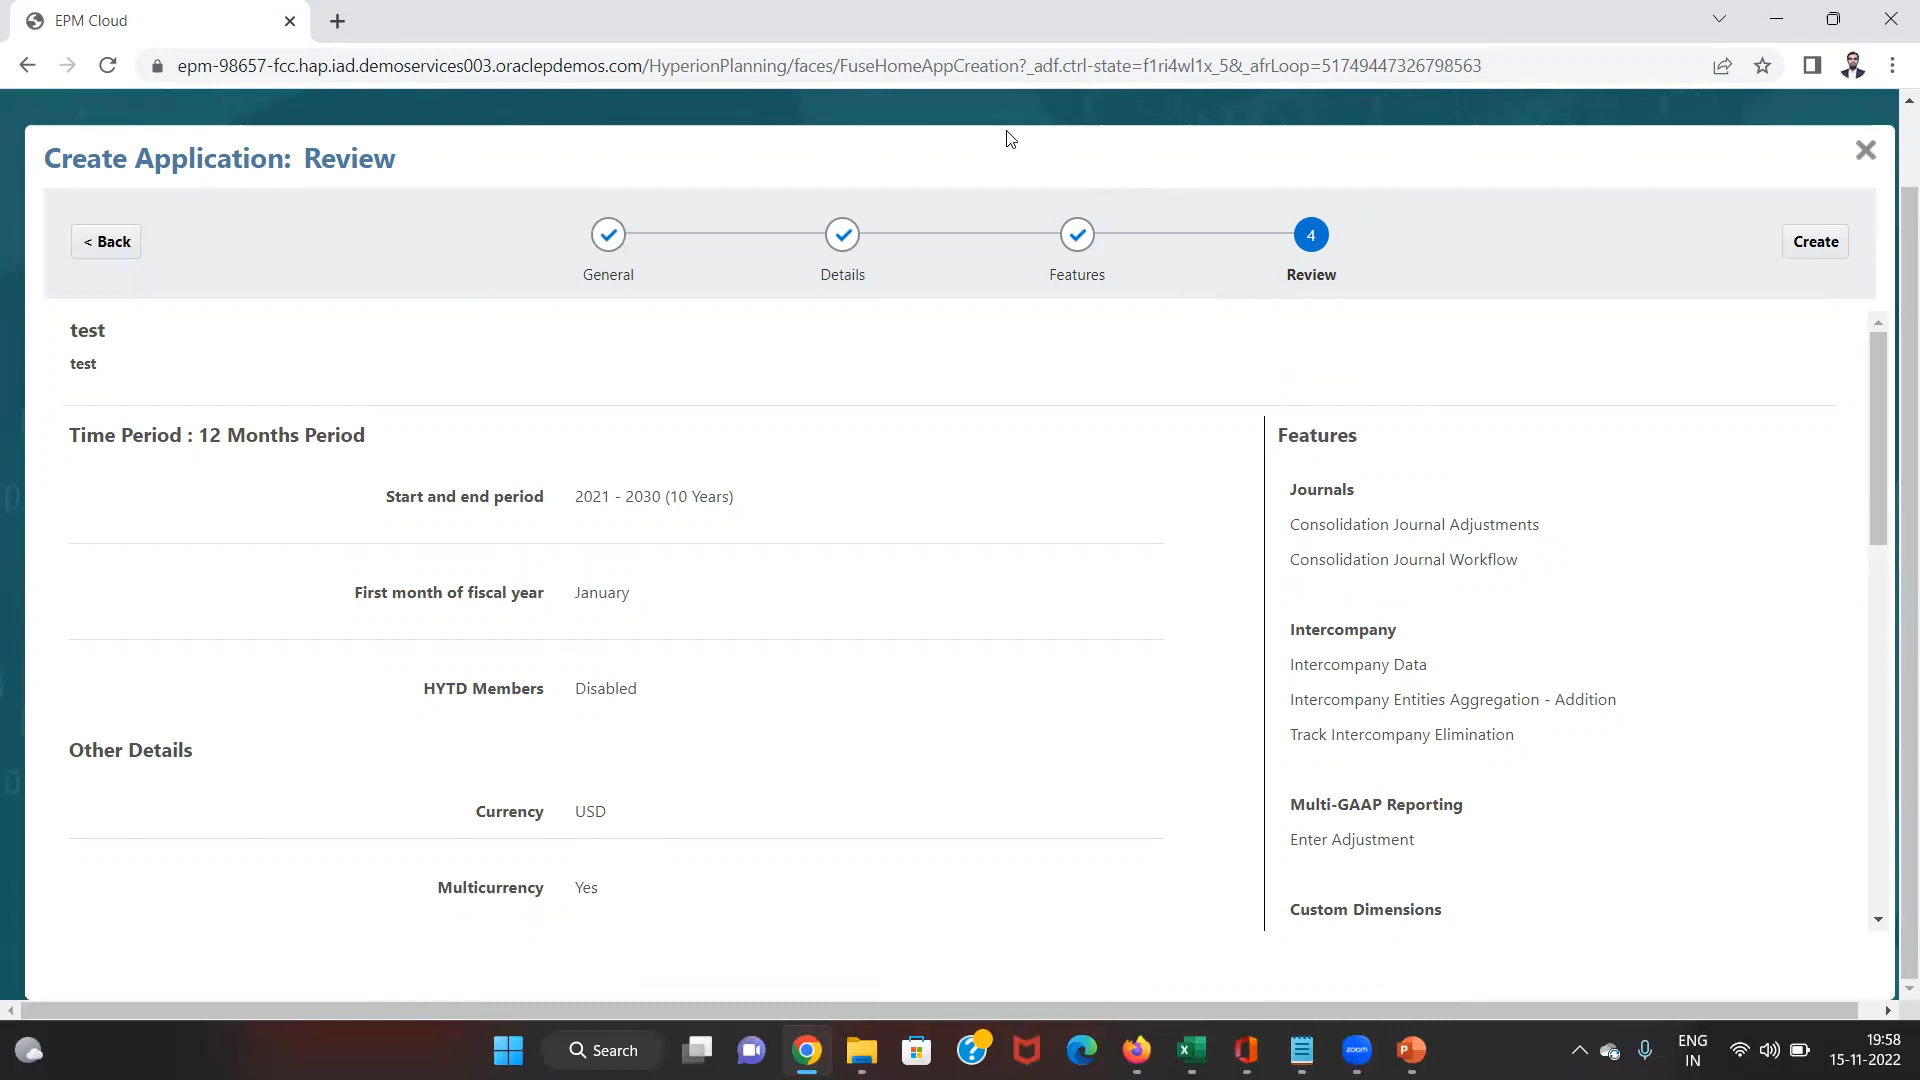 EPM Cloud
epm-98657-fcc.hap.iad.demoservices003.oraclepdemos.com/HyperionPlanning/faces/FuseHomeAppCreation?_adf.ctrl-state=f1ri4wl1x_5&_afrLoop=51749447326798563
Create Application: Review
< Back
General
Details
Features
4
Review
Create
test
test
Time Period : 12 Months Period
Start and end period 2021 - 2030 (10 Years)
First month of fiscal year January
HYTD Members Disabled
Other Details
Currency USD
Multicurrency Yes
Features
Journals
Consolidation Journal Adjustments
Consolidation Journal Workflow
Intercompany
Intercompany Data
Intercompany Entities Aggregation - Addition
Track Intercompany Elimination
Multi-GAAP Reporting
Enter Adjustment
Custom Dimensions
Search
zoom
ENG
IN
19:58
15-11-2022